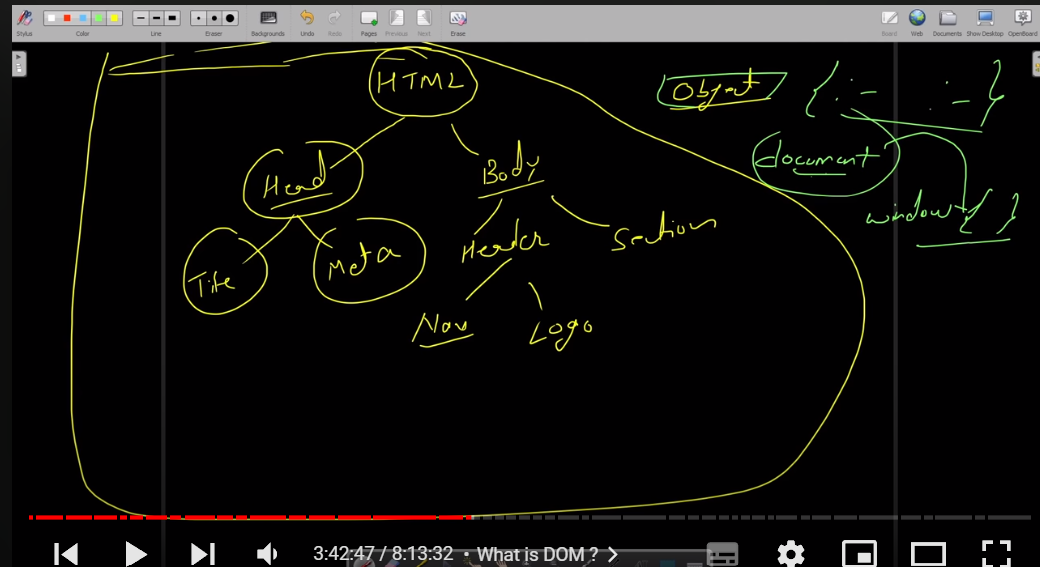 Stylus Color Line Eraser Backgrounds Undo Redo Pages Previous Next Erase Board Web Documents Show Desktop OpenBoard
HTML
Object { : - : - }
Head
Body
document
window { }
Header
Section
Title
Meta
Nav
Logo
3:42:47 / 8:13:32 • What is DOM ? >